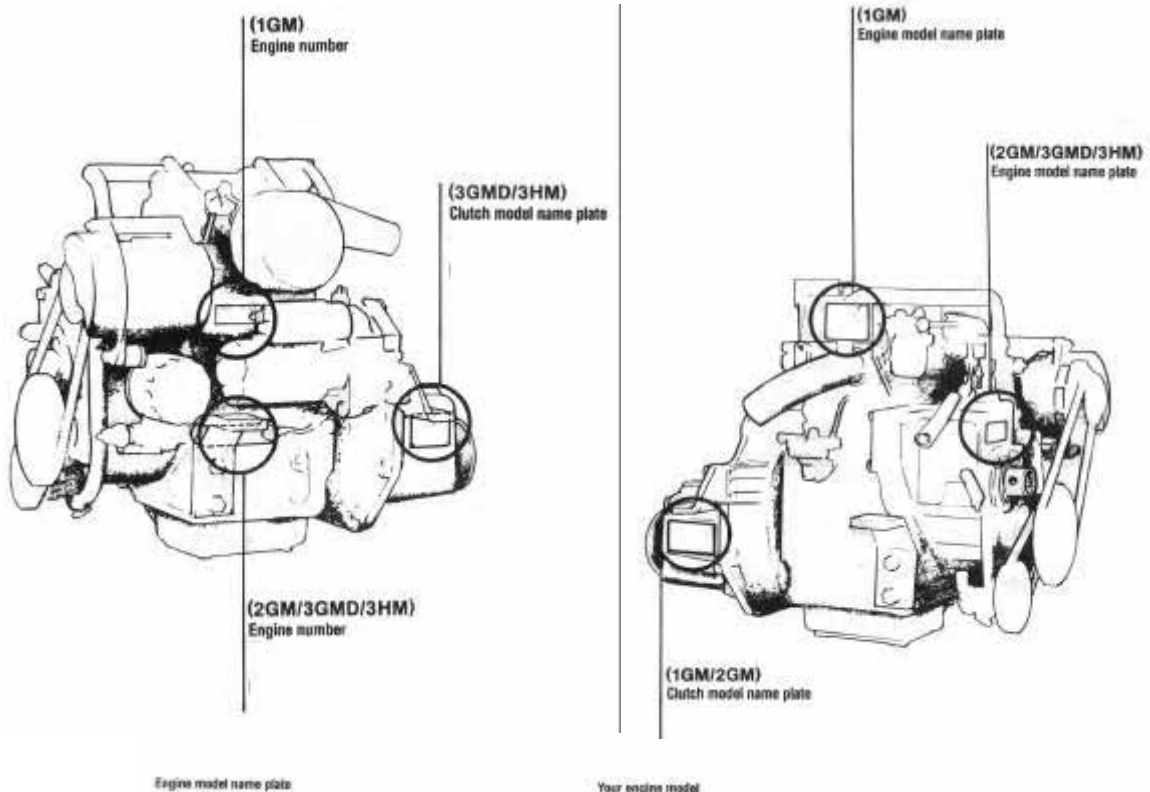 (1GM)
Engine number
(3GMD/3HM)
Clutch model name plate
(2GM/3GMD/3HM)
Engine number
(1GM)
Engine model name plate
(2GM/3GMD/3HM)
Engine model name plate
(1GM/2GM)
Clutch model name plate
Engine model name plate
Your engine model